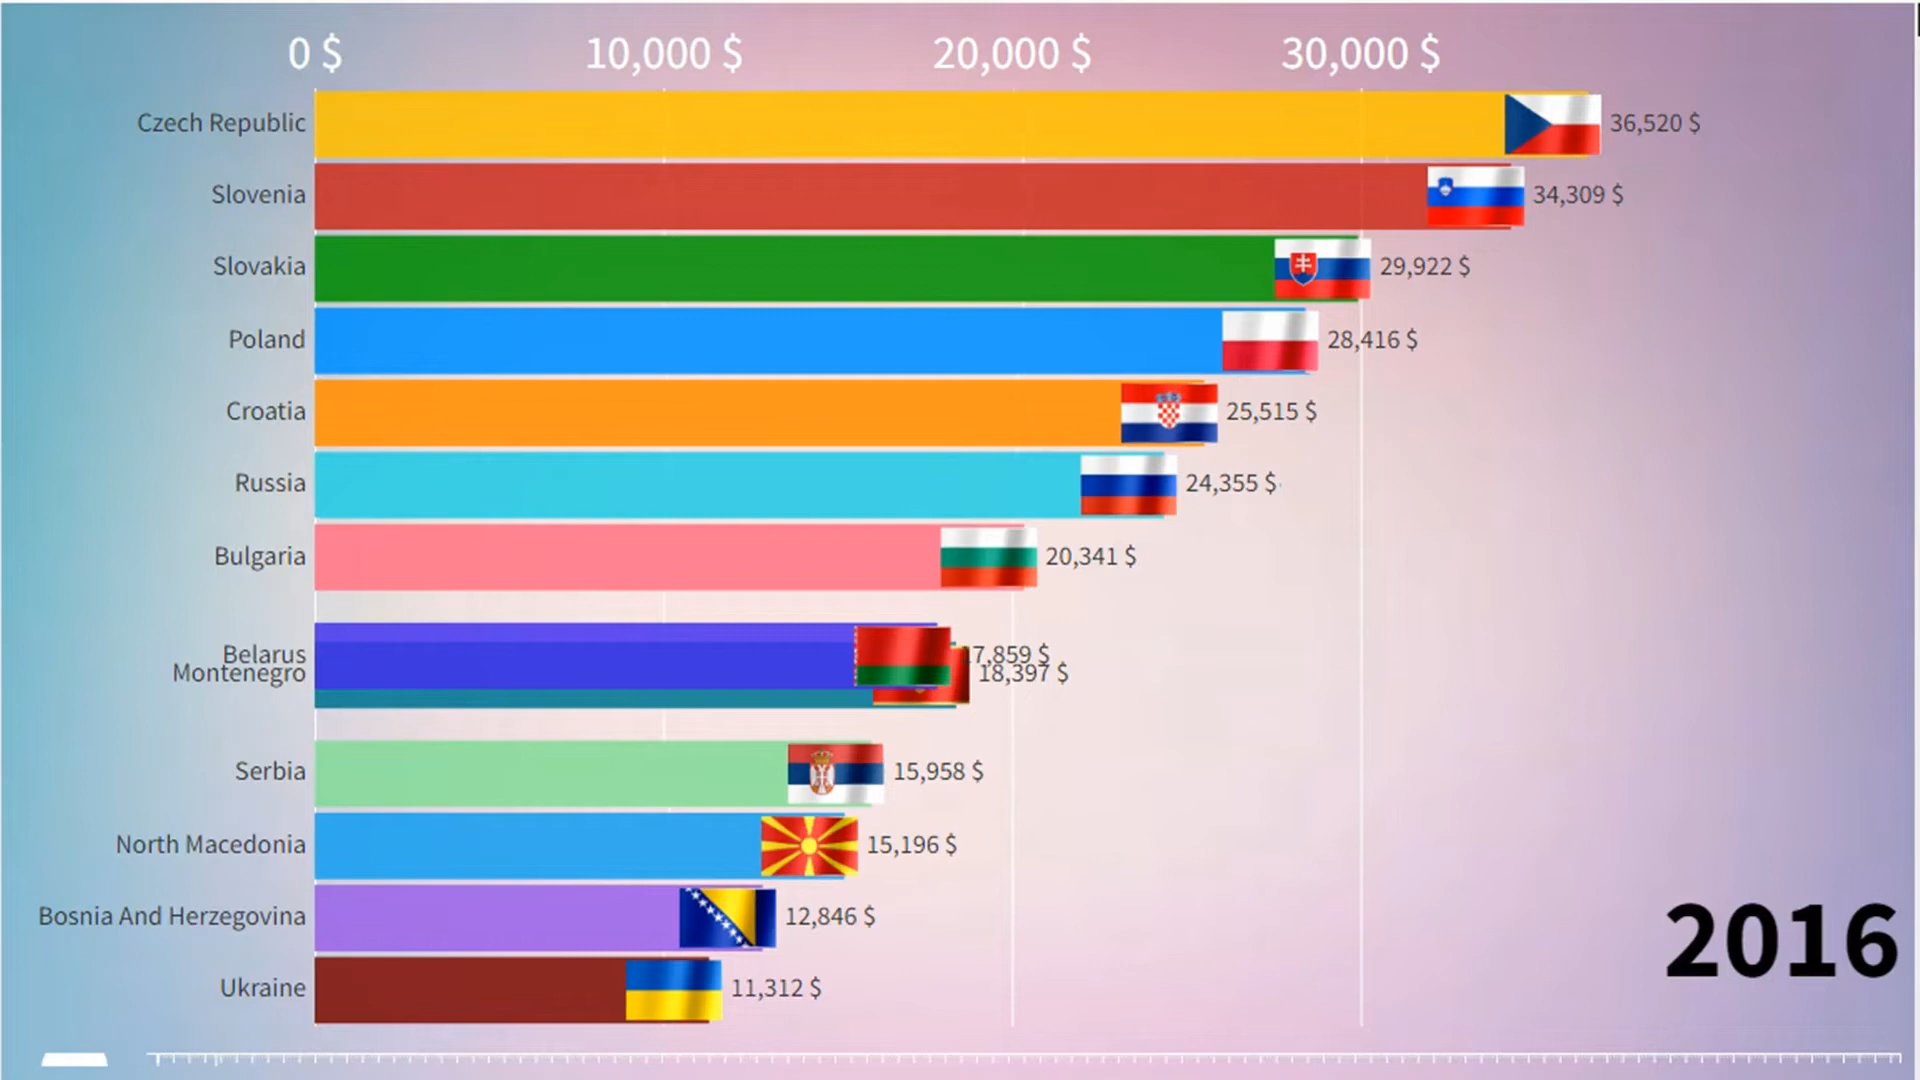 0 $ 10,000 $ 20,000 $ 30,000 $
Czech Republic 36,520 $
Slovenia 34,309 $
Slovakia 29,922 $
Poland 28,416 $
Croatia 25,515 $
Russia 24,355 $
Bulgaria 20,341 $
Belarus 17,859 $
Montenegro 18,397 $
Serbia 15,958 $
North Macedonia 15,196 $
Bosnia And Herzegovina 12,846 $
Ukraine 11,312 $
2016